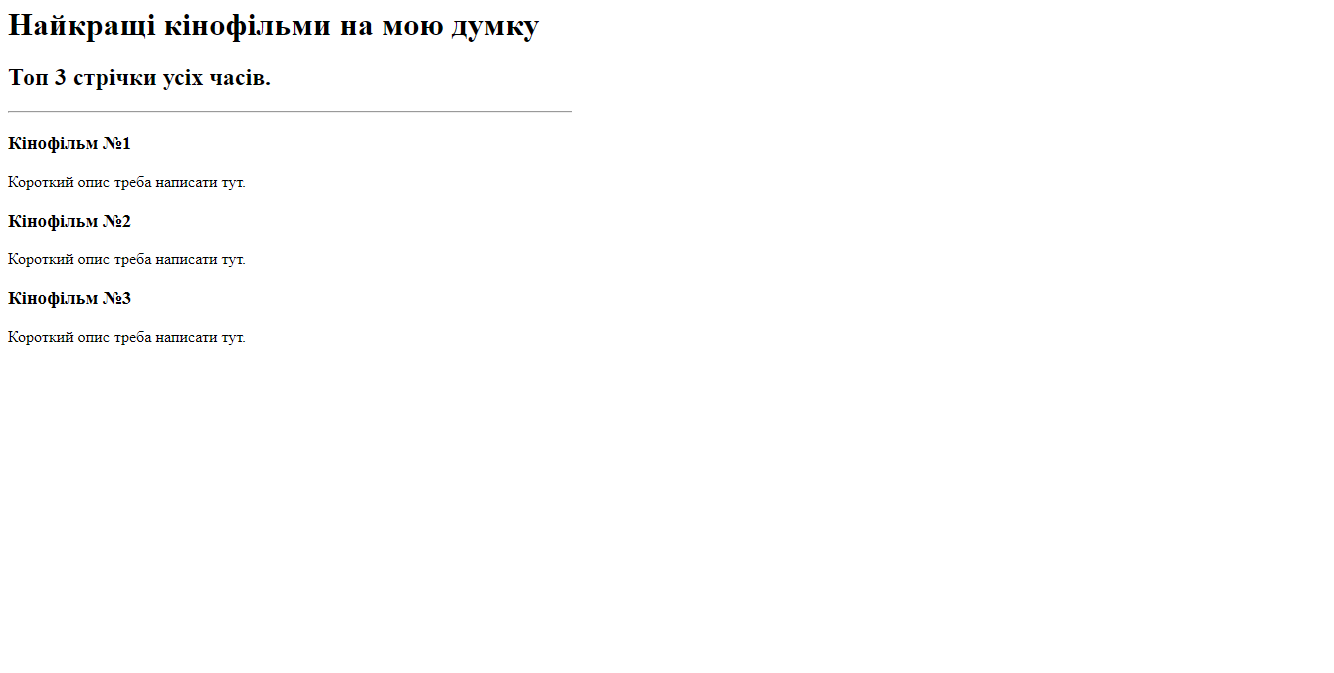 Найкращі кінофільми на мою думку
Топ 3 стрічки усіх часів.
Кінофільм №1
Короткий опис треба написати тут.
Кінофільм №2
Короткий опис треба написати тут.
Кінофільм №3
Короткий опис треба написати тут.